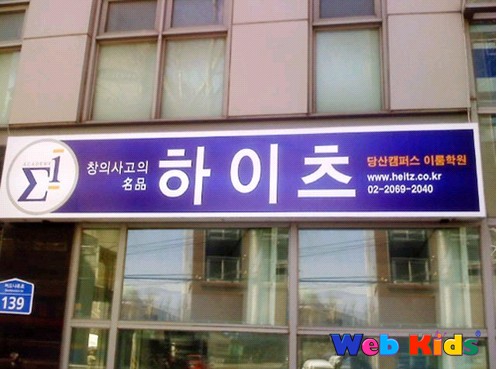 ACADEMY
Σ1
창의사고의
名品
하이츠
당산캠퍼스 이룸학원
www.heitz.co.kr
02-2069-2040
139
Web Kids